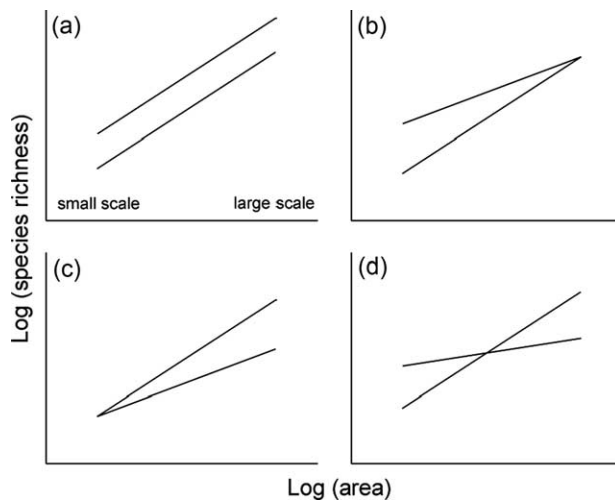 (a)
(b)
small scale
large scale
(c)
(d)
Log (species richness)
Log (area)